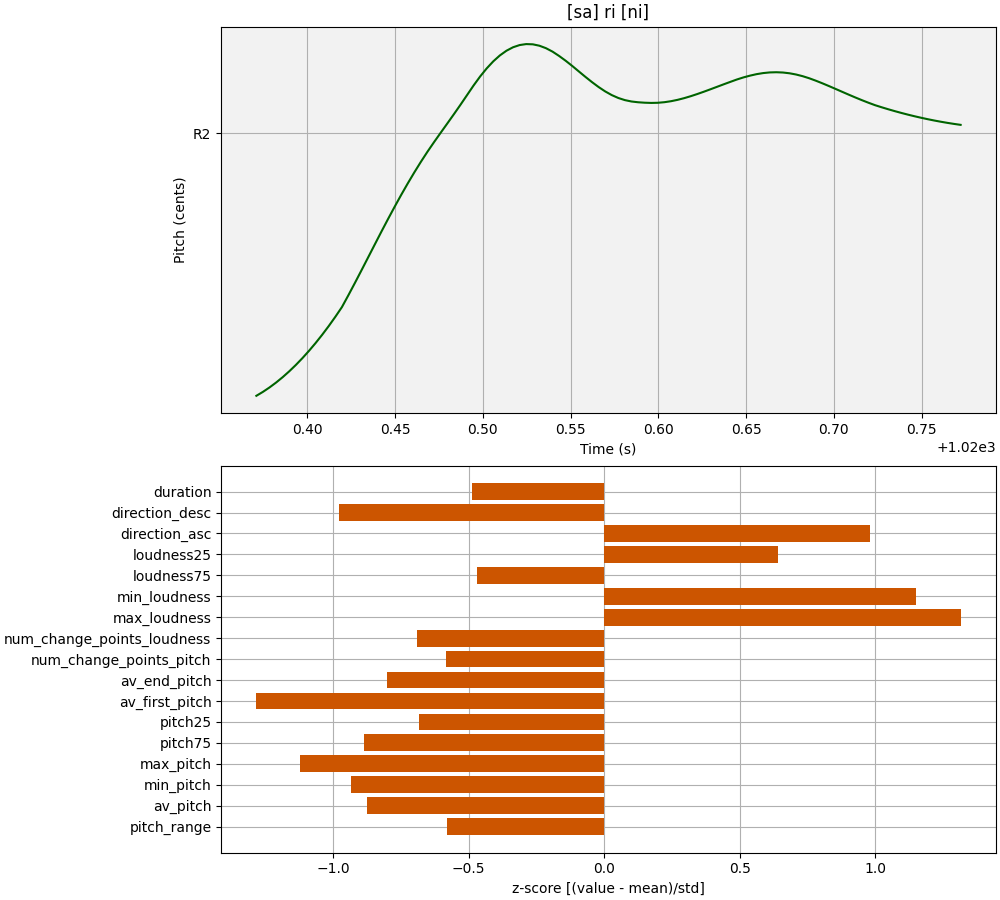 [sa] ri [ni]
R2
Pitch (cents)
0.40 0.45 0.50 0.55 0.60 0.65 0.70 0.75
Time (s)
+1.02e3
duration
direction_desc
direction_asc
loudness25
loudness75
min_loudness
max_loudness
num_change_points_loudness
num_change_points_pitch
av_end_pitch
av_first_pitch
pitch25
pitch75
max_pitch
min_pitch
av_pitch
pitch_range
−1.0 −0.5 0.0 0.5 1.0
z-score [(value - mean)/std]